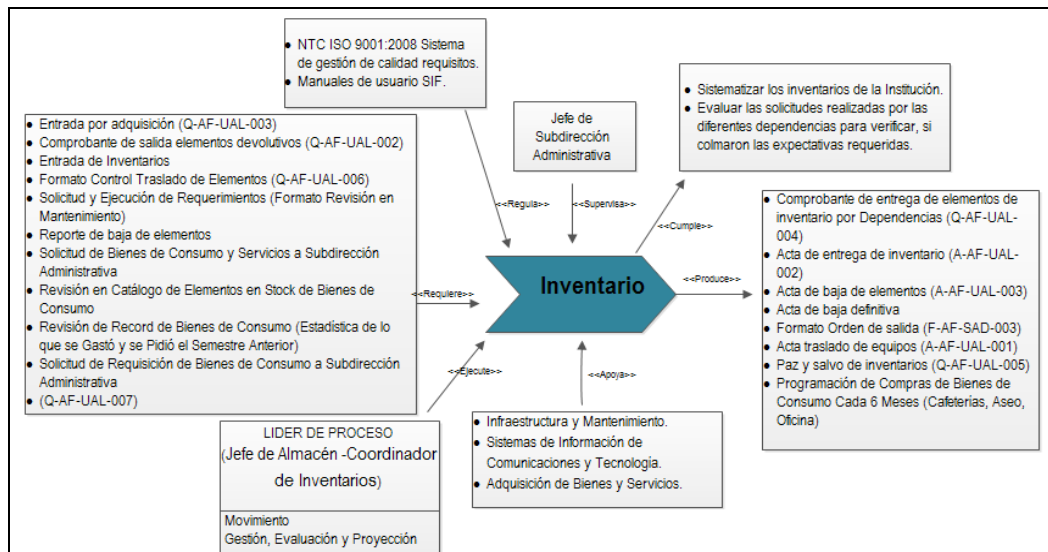 ● NTC ISO 9001:2008 Sistema
de gestión de calidad requisitos.
● Manuales de usuario SIF.
Jefe de
Subdirección
Administrativa
● Sistematizar los inventarios de la Institución.
● Evaluar las solicitudes realizadas por las
diferentes dependencias para verificar, si
colmaron las expectativas requeridas.
● Entrada por adquisición (Q-AF-UAL-003)
● Comprobante de salida elementos devolutivos (Q-AF-UAL-002)
● Entrada de Inventarios
● Formato Control Traslado de Elementos (Q-AF-UAL-006)
● Solicitud y Ejecución de Requerimientos (Formato Revisión en
Mantenimiento)
● Reporte de baja de elementos
● Solicitud de Bienes de Consumo y Servicios a Subdirección
Administrativa
● Revisión en Catálogo de Elementos en Stock de Bienes de
Consumo
● Revisión de Record de Bienes de Consumo (Estadística de lo
que se Gastó y se Pidió el Semestre Anterior)
● Solicitud de Requisición de Bienes de Consumo a Subdirección
Administrativa
● (Q-AF-UAL-007)
<<Regula>>
<<Supervisa>>
<<Cumple>>
<<Requiere>>
Inventario
<<Produce>>
<<Ejecute>>
<<Apoya>>
● Comprobante de entrega de elementos de
inventario por Dependencias (Q-AF-UAL-
004)
● Acta de entrega de inventario (A-AF-UAL-
002)
● Acta de baja de elementos (A-AF-UAL-003)
● Acta de baja definitiva
● Formato Orden de salida (F-AF-SAD-003)
● Acta traslado de equipos (A-AF-UAL-001)
● Paz y salvo de inventarios (Q-AF-UAL-005)
● Programación de Compras de Bienes de
Consumo Cada 6 Meses (Cafeterías, Aseo,
Oficina)
LIDER DE PROCESO
(Jefe de Almacén -Coordinador
de Inventarios)
Movimiento
Gestión, Evaluación y Proyección
● Infraestructura y Mantenimiento.
● Sistemas de Información de
Comunicaciones y Tecnología.
● Adquisición de Bienes y Servicios.